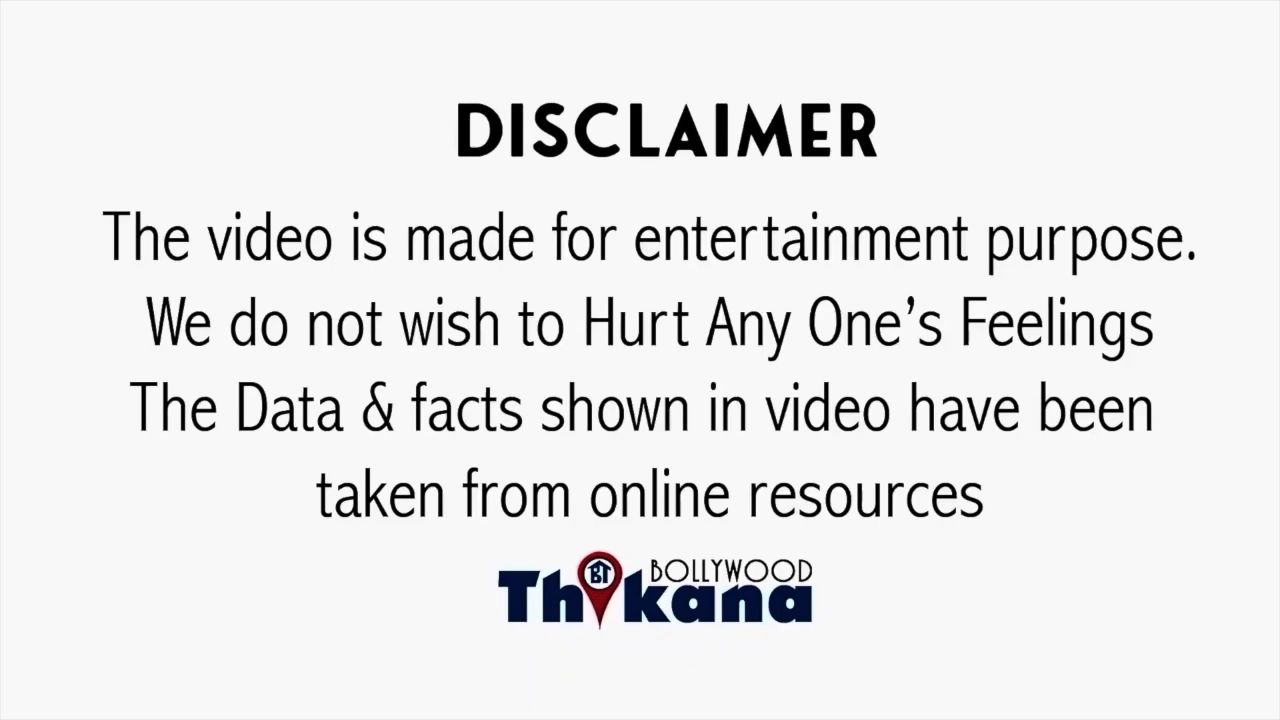 DISCLAIMER
The video is made for entertainment purpose.
We do not wish to Hurt Any One’s Feelings
The Data & facts shown in video have been
taken from online resources
BT BOLLYWOOD
Thikana